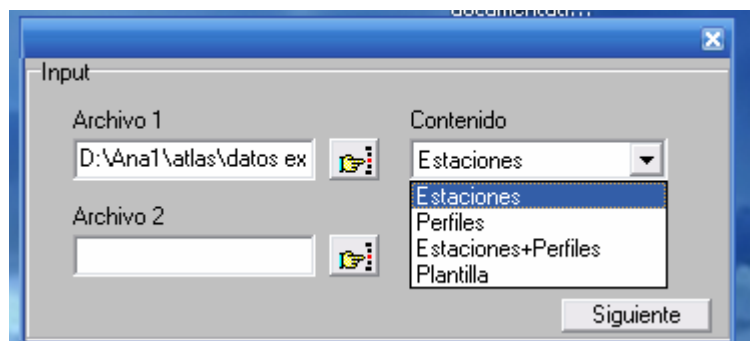 Input
Archivo 1
Contenido
D:\Ana1\atlas\datos ex
Estaciones
Estaciones
Perfiles
Estaciones+Perfiles
Plantilla
Archivo 2
Siguiente